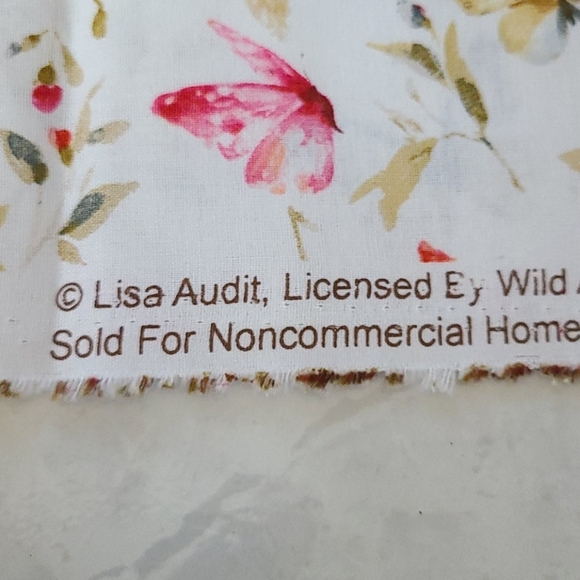 © Lisa Audit, Licensed By Wild A
Sold For Noncommercial Home